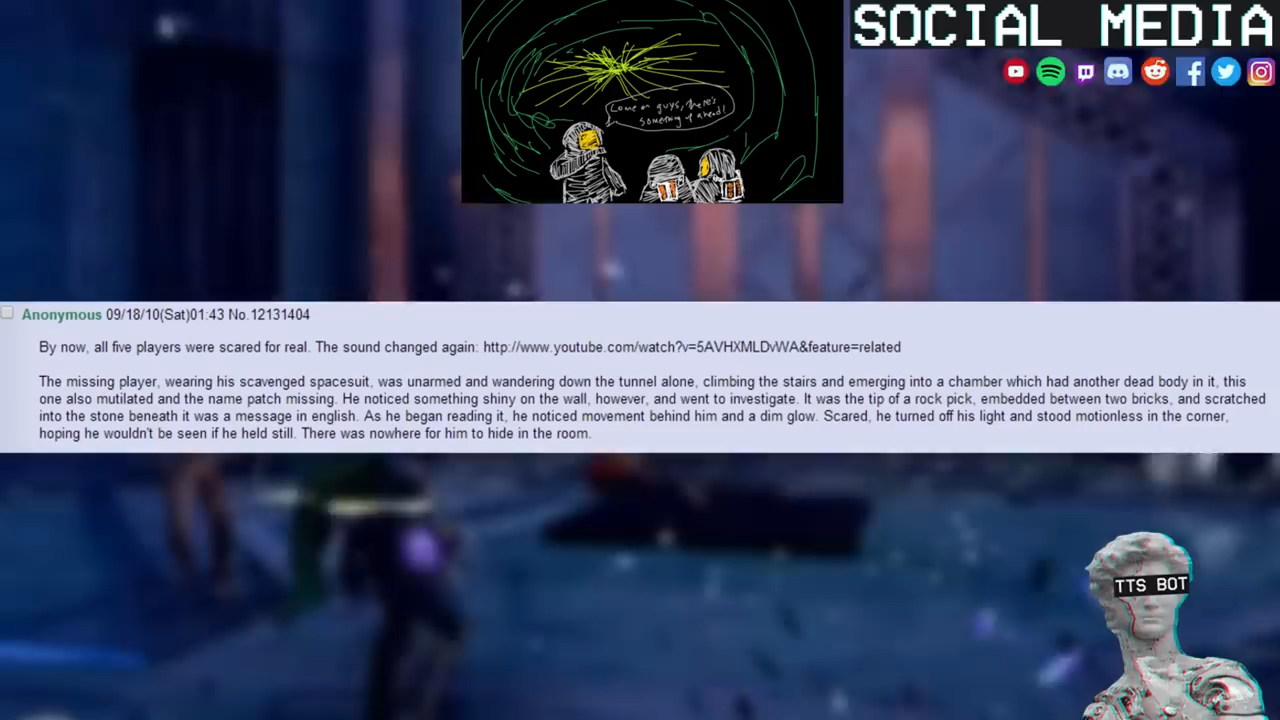 SOCIAL MEDIA
Come on guys, there's
something up ahead!
Anonymous 09/18/10(Sat)01:43 No.12131404
By now, all five players were scared for real. The sound changed again: http://www.youtube.com/watch?v=5AVHXMLDvWA&feature=related
The missing player, wearing his scavenged spacesuit, was unarmed and wandering down the tunnel alone, climbing the stairs and emerging into a chamber which had another dead body in it, this
one also mutilated and the name patch missing. He noticed something shiny on the wall, however, and went to investigate. It was the tip of a rock pick, embedded between two bricks, and scratched
into the stone beneath it was a message in english. As he began reading it, he noticed movement behind him and a dim glow. Scared, he turned off his light and stood motionless in the corner,
hoping he wouldn't be seen if he held still. There was nowhere for him to hide in the room.
TTS BOT